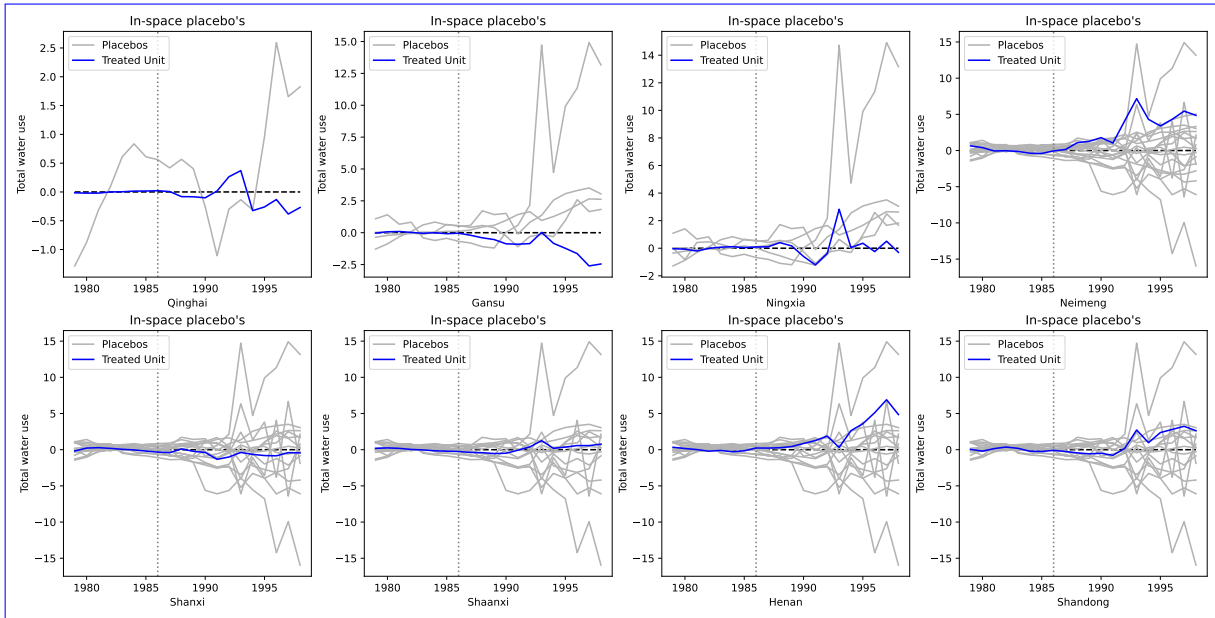 In-space placebo's
Total water use
Placebos
Treated Unit
2.5
2.0
1.5
1.0
0.5
0.0
−0.5
−1.0
1980 1985 1990 1995
Qinghai
In-space placebo's
Total water use
Placebos
Treated Unit
15.0
12.5
10.0
7.5
5.0
2.5
0.0
−2.5
1980 1985 1990 1995
Gansu
In-space placebo's
Total water use
Placebos
Treated Unit
14
12
10
8
6
4
2
0
−2
1980 1985 1990 1995
Ningxia
In-space placebo's
Total water use
Placebos
Treated Unit
15
10
5
0
−5
−10
−15
1980 1985 1990 1995
Neimeng
In-space placebo's
Total water use
Placebos
Treated Unit
15
10
5
0
−5
−10
−15
1980 1985 1990 1995
Shanxi
In-space placebo's
Total water use
Placebos
Treated Unit
15
10
5
0
−5
−10
−15
1980 1985 1990 1995
Shaanxi
In-space placebo's
Total water use
Placebos
Treated Unit
15
10
5
0
−5
−10
−15
1980 1985 1990 1995
Henan
In-space placebo's
Total water use
Placebos
Treated Unit
15
10
5
0
−5
−10
−15
1980 1985 1990 1995
Shandong